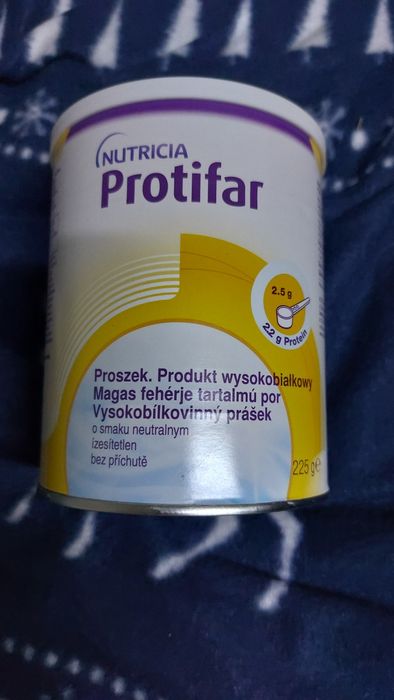 NUTRICIA
Protifar
2.5 g
2.2 g Protein
Proszek. Produkt wysokobiałkowy
Magas fehérje tartalmú por
Vysokobílkovinný prášek
o smaku neutralnym
ízesítetlen
bez příchutě
225 g℮